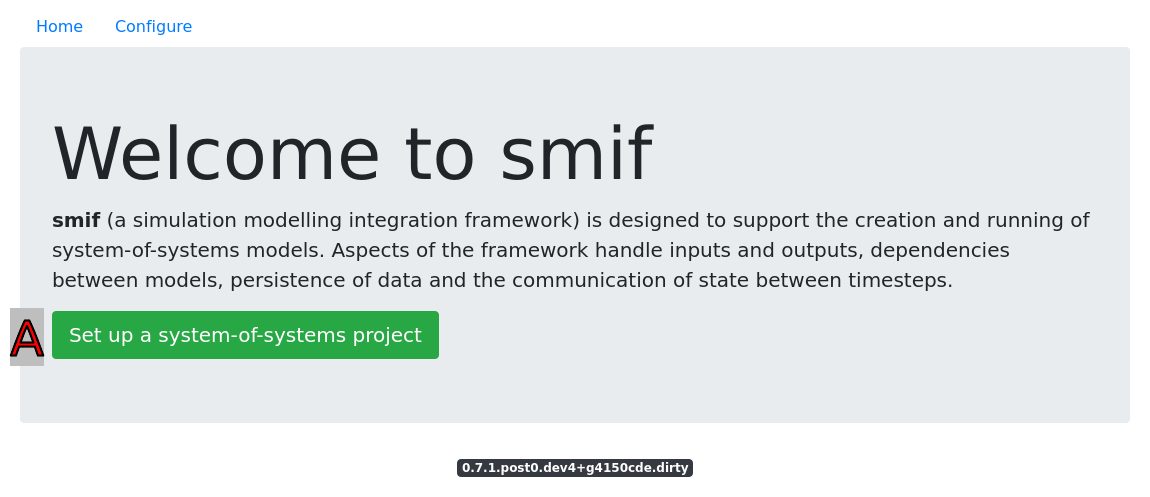 Home Configure
Welcome to smif
smif (a simulation modelling integration framework) is designed to support the creation and running of
system-of-systems models. Aspects of the framework handle inputs and outputs, dependencies
between models, persistence of data and the communication of state between timesteps.
A Set up a system-of-systems project
0.7.1.post0.dev4+g4150cde.dirty